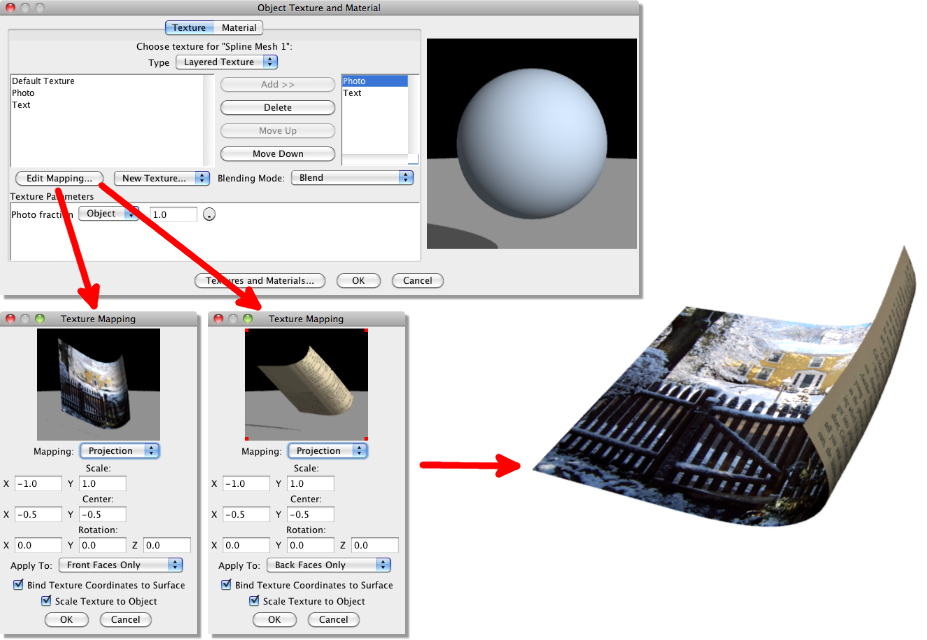 Object Texture and Material
Texture Material
Choose texture for "Spline Mesh 1":
Type Layered Texture
Default Texture
Photo
Text
Add >>
Delete
Move Up
Move Down
Photo
Text
Edit Mapping... New Texture... Blending Mode: Blend
Texture Parameters
Photo fraction Object 1.0
Textures and Materials... OK Cancel
Texture Mapping
Mapping: Projection
Scale:
X -1.0 Y 1.0
Center:
X -0.5 Y -0.5
Rotation:
X 0.0 Y 0.0 Z 0.0
Apply To: Front Faces Only
Bind Texture Coordinates to Surface
Scale Texture to Object
OK Cancel
Texture Mapping
Mapping: Projection
Scale:
X -1.0 Y 1.0
Center:
X -0.5 Y -0.5
Rotation:
X 0.0 Y 0.0 Z 0.0
Apply To: Back Faces Only
Bind Texture Coordinates to Surface
Scale Texture to Object
OK Cancel